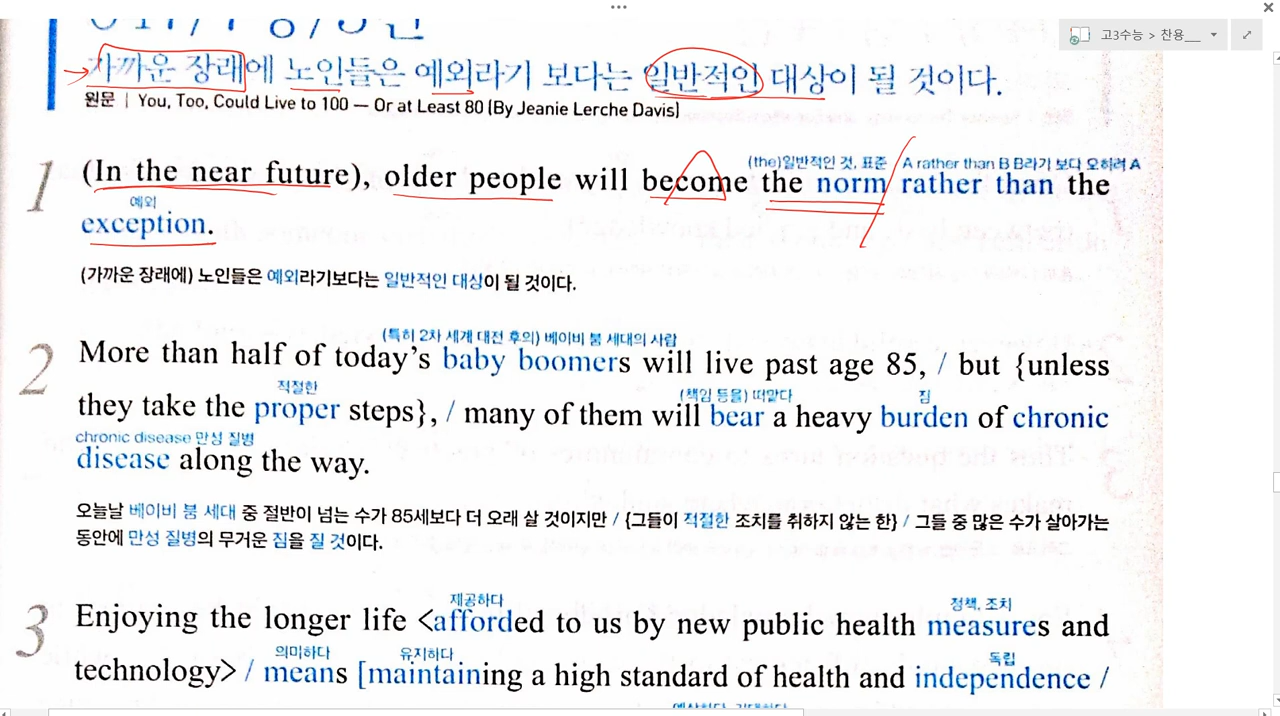 고3수능 > 찬용__
가까운 장래에 노인들은 예외라기 보다는 일반적인 대상이 될 것이다.
원문 | You, Too, Could Live to 100 — Or at Least 80 (By Jeanie Lerche Davis)
(the)일반적인 것, 표준 A rather than B B라기 보다 오히려 A
1 (In the near future), older people will become the norm rather than the
예외
exception.
(가까운 장래에) 노인들은 예외라기보다는 일반적인 대상이 될 것이다.
(특히 2차 세계 대전 후의) 베이비 붐 세대의 사람
2 More than half of today's baby boomers will live past age 85, / but {unless
적절한 (책임 등을) 떠맡다 짐
they take the proper steps}, / many of them will bear a heavy burden of chronic
chronic disease 만성 질병
disease along the way.
오늘날 베이비 붐 세대 중 절반이 넘는 수가 85세보다 더 오래 살 것이지만 / {그들이 적절한 조치를 취하지 않는 한} / 그들 중 많은 수가 살아가는
동안에 만성 질병의 무거운 짐을 질 것이다.
제공하다 정책, 조치
3 Enjoying the longer life <afforded to us by new public health measures and
의미하다 유지하다 독립
technology> / means [maintaining a high standard of health and independence /